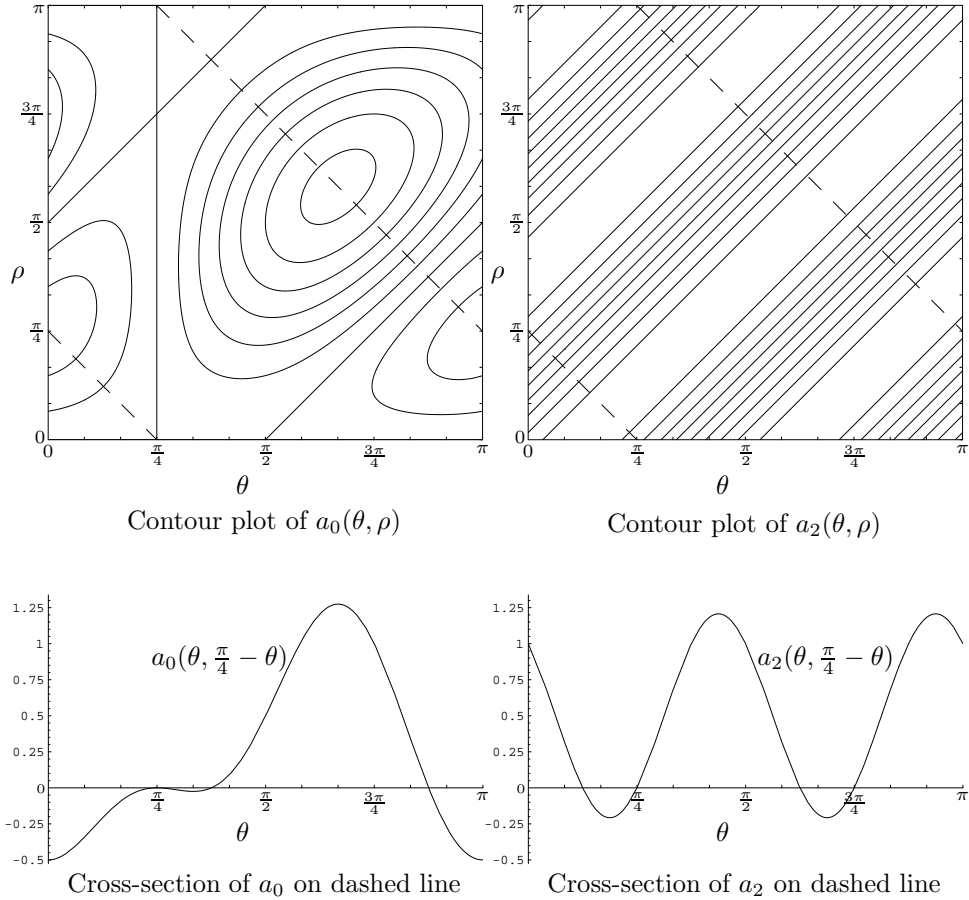 π π
3π/4 3π/4
π/2 π/2
ρ ρ
π/4 π/4
0 0
0 π/4 π/2 3π/4 π 0 π/4 π/2 3π/4 π
θ θ
Contour plot of a₀(θ, ρ) Contour plot of a₂(θ, ρ)
1.25 1.25
1 1
a₀(θ, π/4 − θ) a₂(θ, π/4 − θ)
0.75 0.75
0.5 0.5
0.25 0.25
0 0
π/4 π/2 3π/4 π π/4 π/2 3π/4 π
-0.25 θ -0.25 θ
-0.5 -0.5
Cross-section of a₀ on dashed line Cross-section of a₂ on dashed line